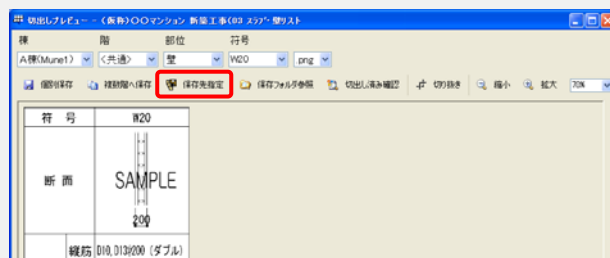 切出しプレビュー - (仮称)〇〇マンション 新築工事(03 スラブ・壁リスト
棟 階 部位 符号
A棟(Mune1) <共通> 壁 W20 .png
個別保存 複数階へ保存 保存先指定 保存フォルダ参照 切出し済み確認 切り抜き 縮小 拡大 70%
符 号 W20
断 面 SAMPLE
200
縦筋 D10,D13@200 (ダブル)